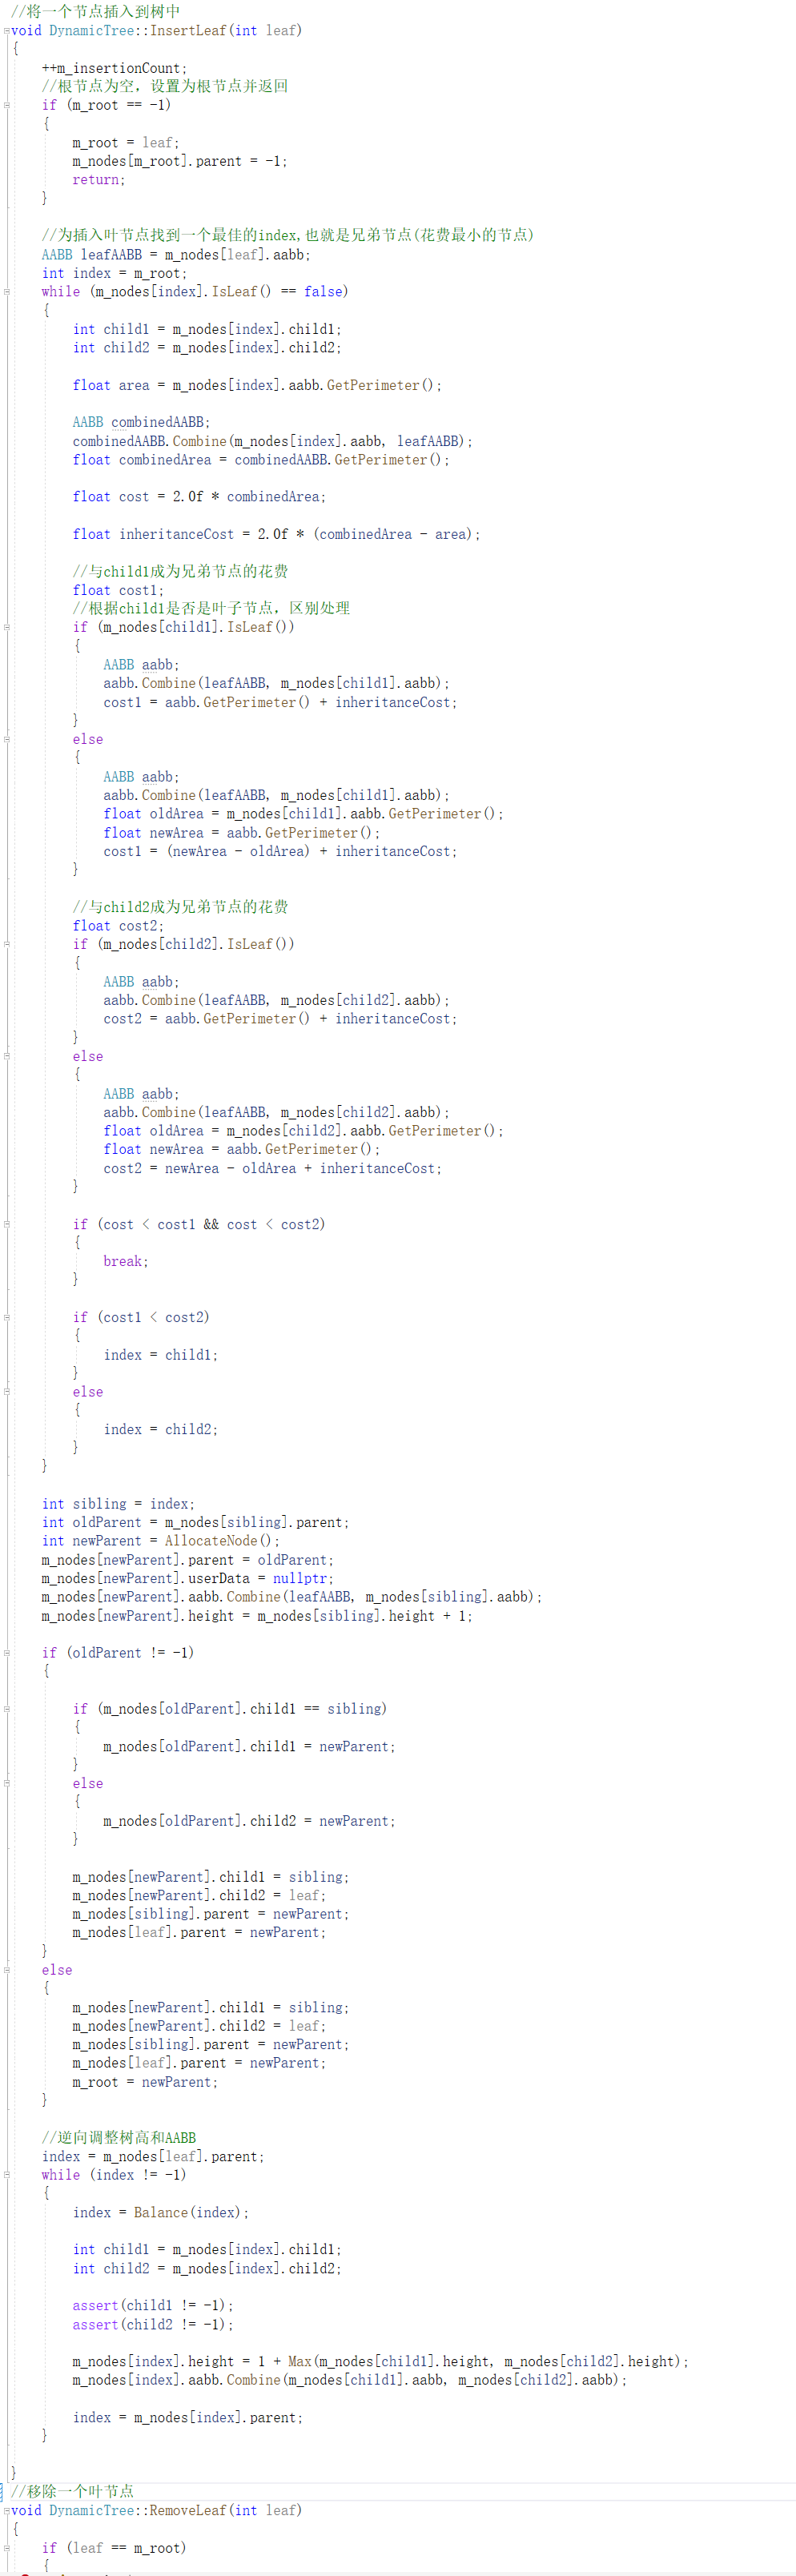 //将一个节点插入到树中
void DynamicTree::InsertLeaf(int leaf)
{
    ++m_insertionCount;
    //根节点为空，设置为根节点并返回
    if (m_root == -1)
    {
        m_root = leaf;
        m_nodes[m_root].parent = -1;
        return;
    }

    //为插入叶节点找到一个最佳的index,也就是兄弟节点(花费最小的节点)
    AABB leafAABB = m_nodes[leaf].aabb;
    int index = m_root;
    while (m_nodes[index].IsLeaf() == false)
    {
        int child1 = m_nodes[index].child1;
        int child2 = m_nodes[index].child2;

        float area = m_nodes[index].aabb.GetPerimeter();

        AABB combinedAABB;
        combinedAABB.Combine(m_nodes[index].aabb, leafAABB);
        float combinedArea = combinedAABB.GetPerimeter();

        float cost = 2.0f * combinedArea;

        float inheritanceCost = 2.0f * (combinedArea - area);

        //与child1成为兄弟节点的花费
        float cost1;
        //根据child1是否是叶子节点，区别处理
        if (m_nodes[child1].IsLeaf())
        {
            AABB aabb;
            aabb.Combine(leafAABB, m_nodes[child1].aabb);
            cost1 = aabb.GetPerimeter() + inheritanceCost;
        }
        else
        {
            AABB aabb;
            aabb.Combine(leafAABB, m_nodes[child1].aabb);
            float oldArea = m_nodes[child1].aabb.GetPerimeter();
            float newArea = aabb.GetPerimeter();
            cost1 = (newArea - oldArea) + inheritanceCost;
        }

        //与child2成为兄弟节点的花费
        float cost2;
        if (m_nodes[child2].IsLeaf())
        {
            AABB aabb;
            aabb.Combine(leafAABB, m_nodes[child2].aabb);
            cost2 = aabb.GetPerimeter() + inheritanceCost;
        }
        else
        {
            AABB aabb;
            aabb.Combine(leafAABB, m_nodes[child2].aabb);
            float oldArea = m_nodes[child2].aabb.GetPerimeter();
            float newArea = aabb.GetPerimeter();
            cost2 = newArea - oldArea + inheritanceCost;
        }

        if (cost < cost1 && cost < cost2)
        {
            break;
        }

        if (cost1 < cost2)
        {
            index = child1;
        }
        else
        {
            index = child2;
        }
    }

    int sibling = index;
    int oldParent = m_nodes[sibling].parent;
    int newParent = AllocateNode();
    m_nodes[newParent].parent = oldParent;
    m_nodes[newParent].userData = nullptr;
    m_nodes[newParent].aabb.Combine(leafAABB, m_nodes[sibling].aabb);
    m_nodes[newParent].height = m_nodes[sibling].height + 1;

    if (oldParent != -1)
    {

        if (m_nodes[oldParent].child1 == sibling)
        {
            m_nodes[oldParent].child1 = newParent;
        }
        else
        {
            m_nodes[oldParent].child2 = newParent;
        }

        m_nodes[newParent].child1 = sibling;
        m_nodes[newParent].child2 = leaf;
        m_nodes[sibling].parent = newParent;
        m_nodes[leaf].parent = newParent;
    }
    else
    {
        m_nodes[newParent].child1 = sibling;
        m_nodes[newParent].child2 = leaf;
        m_nodes[sibling].parent = newParent;
        m_nodes[leaf].parent = newParent;
        m_root = newParent;
    }

    //逆向调整树高和AABB
    index = m_nodes[leaf].parent;
    while (index != -1)
    {
        index = Balance(index);

        int child1 = m_nodes[index].child1;
        int child2 = m_nodes[index].child2;

        assert(child1 != -1);
        assert(child2 != -1);

        m_nodes[index].height = 1 + Max(m_nodes[child1].height, m_nodes[child2].height);
        m_nodes[index].aabb.Combine(m_nodes[child1].aabb, m_nodes[child2].aabb);

        index = m_nodes[index].parent;
    }

}
//移除一个叶节点
void DynamicTree::RemoveLeaf(int leaf)
{
    if (leaf == m_root)
    {